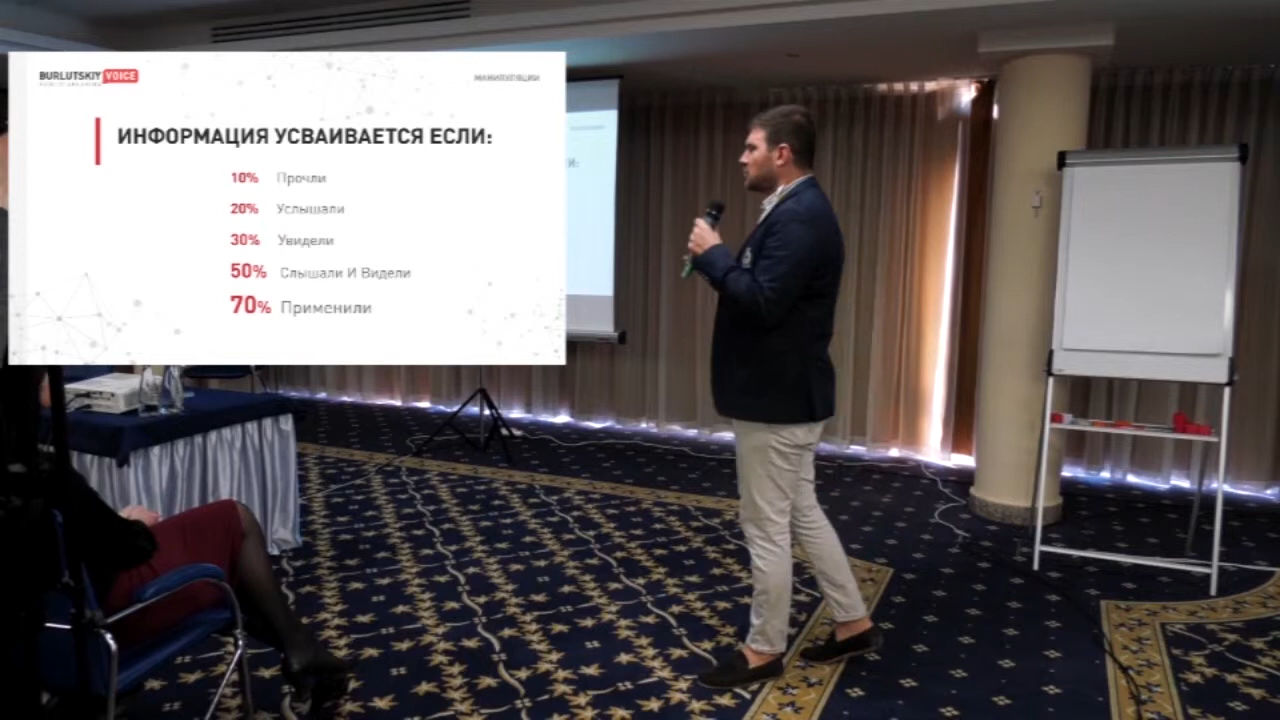 BURLUTSKIY VOICE
МАНИПУЛЯЦИИ
ИНФОРМАЦИЯ УСВАИВАЕТСЯ ЕСЛИ:
10% Прочли
20% Услышали
30% Увидели
50% Слышали И Видели
70% Применили
И: